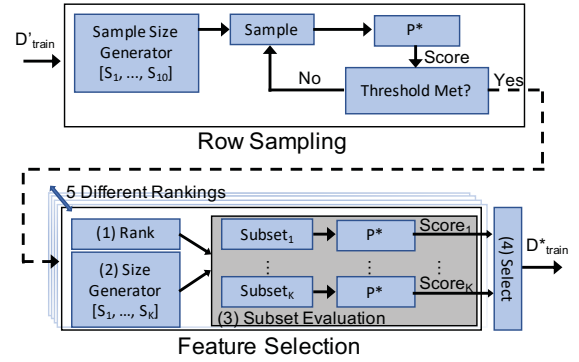 D'train
Sample Size
Generator
[S1, ..., S10]
Sample
P*
Score
No
Threshold Met?
Yes
Row Sampling
5 Different Rankings
(1) Rank
(2) Size
Generator
[S1, ..., SK]
Subset1
P*
Score1
⋮ ⋮ ⋮
SubsetK
P*
ScoreK
(3) Subset Evaluation
(4) Select
D*train
Feature Selection